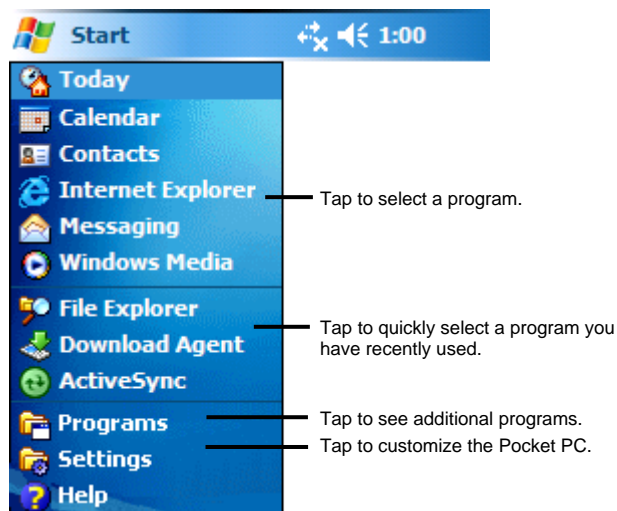 Start 1:00
Today
Calendar
Contacts
Internet Explorer
Tap to select a program.
Messaging
Windows Media
File Explorer
Tap to quickly select a program you
have recently used.
Download Agent
ActiveSync
Programs
Tap to see additional programs.
Tap to customize the Pocket PC.
Settings
Help